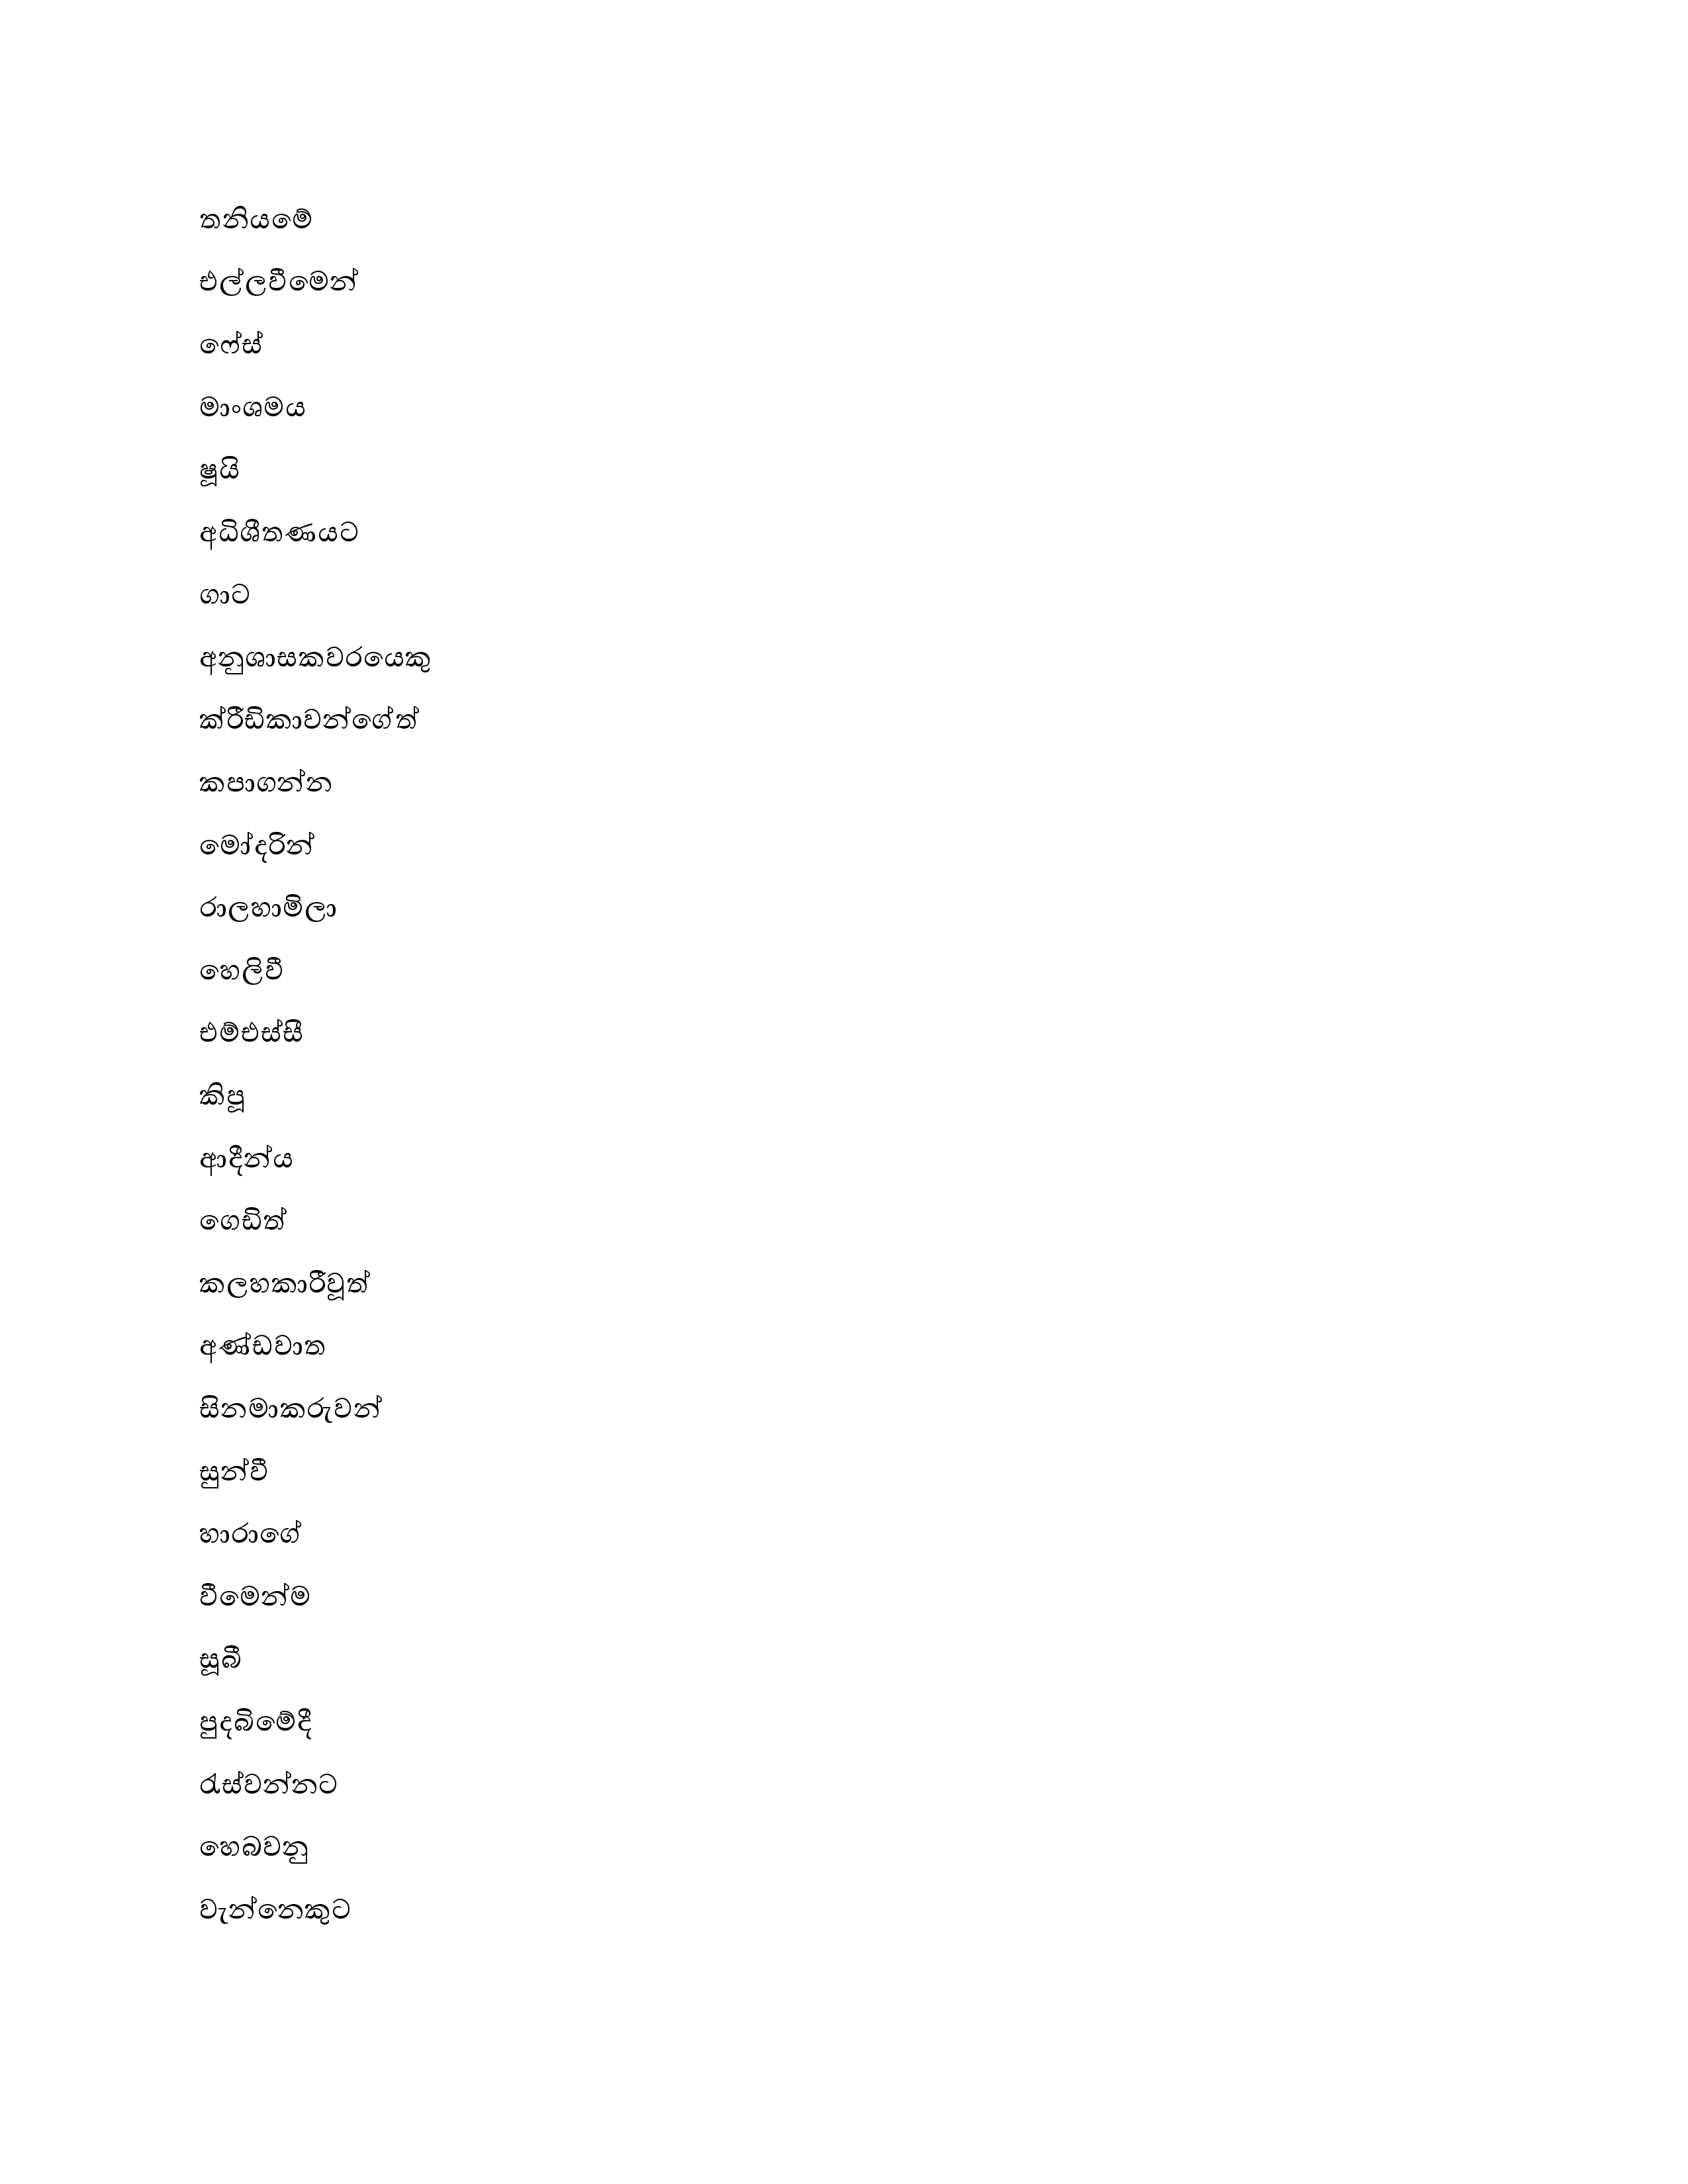 තනියමේ
එල්ලවීමෙන්
ෆේස්
මාංශමය
ෂූයි
අධිශීතණයට
ගාට
අනුශාසකවරයෙකු
ක්රීඩිකාවන්ගේත්
කපාගන්න
මෝදරින්
රාලහාමිලා
හෙලිවී
එම්එස්සී
කිපූ
ආදීන්ය
ගෙඩිත්
කලහකාරීවූත්
අණ්ඩවාත
සිනමාකරුවන්
සුන්වී
හාරාගේ
වීමෙන්ම
සූබී
පුදබිමේදී
රැස්වන්නට
හෙබවනු
වැන්නෙකුට